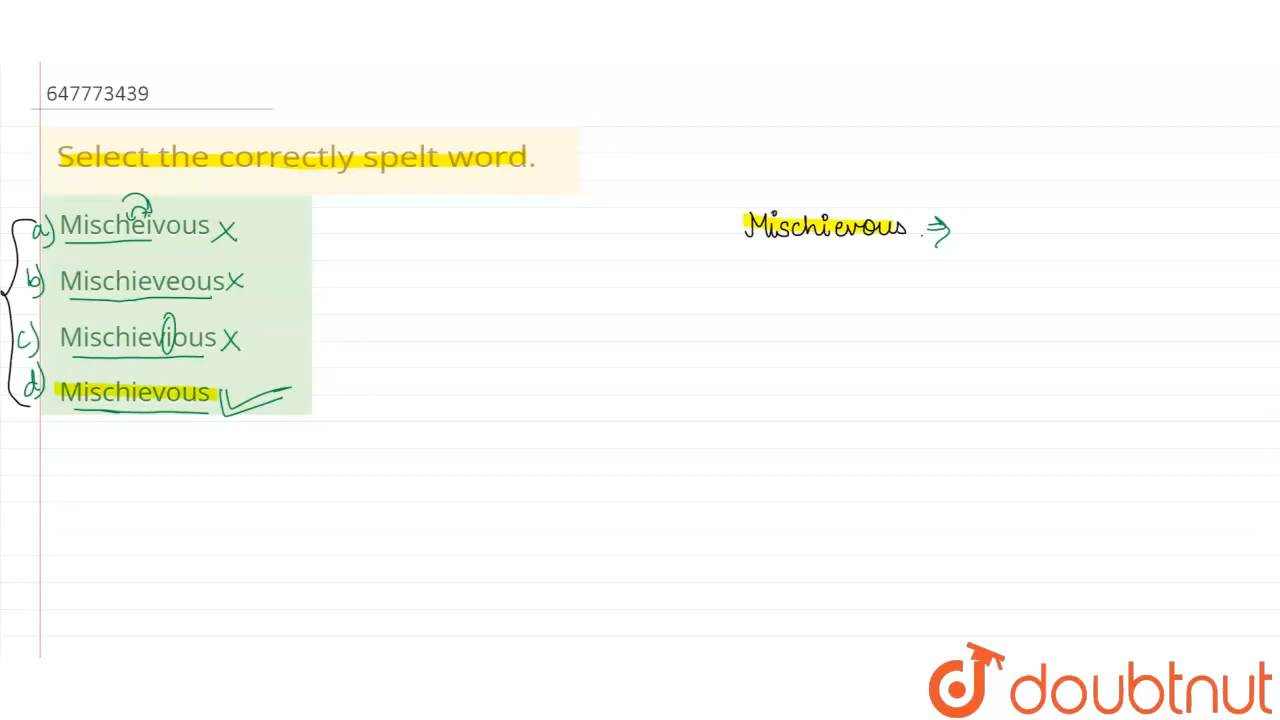 647773439
Select the correctly spelt word.
a) Mischeivous x
Mischievous
b) Mischieveous x
c) Mischievious x
d) Mischievous
doubtnut